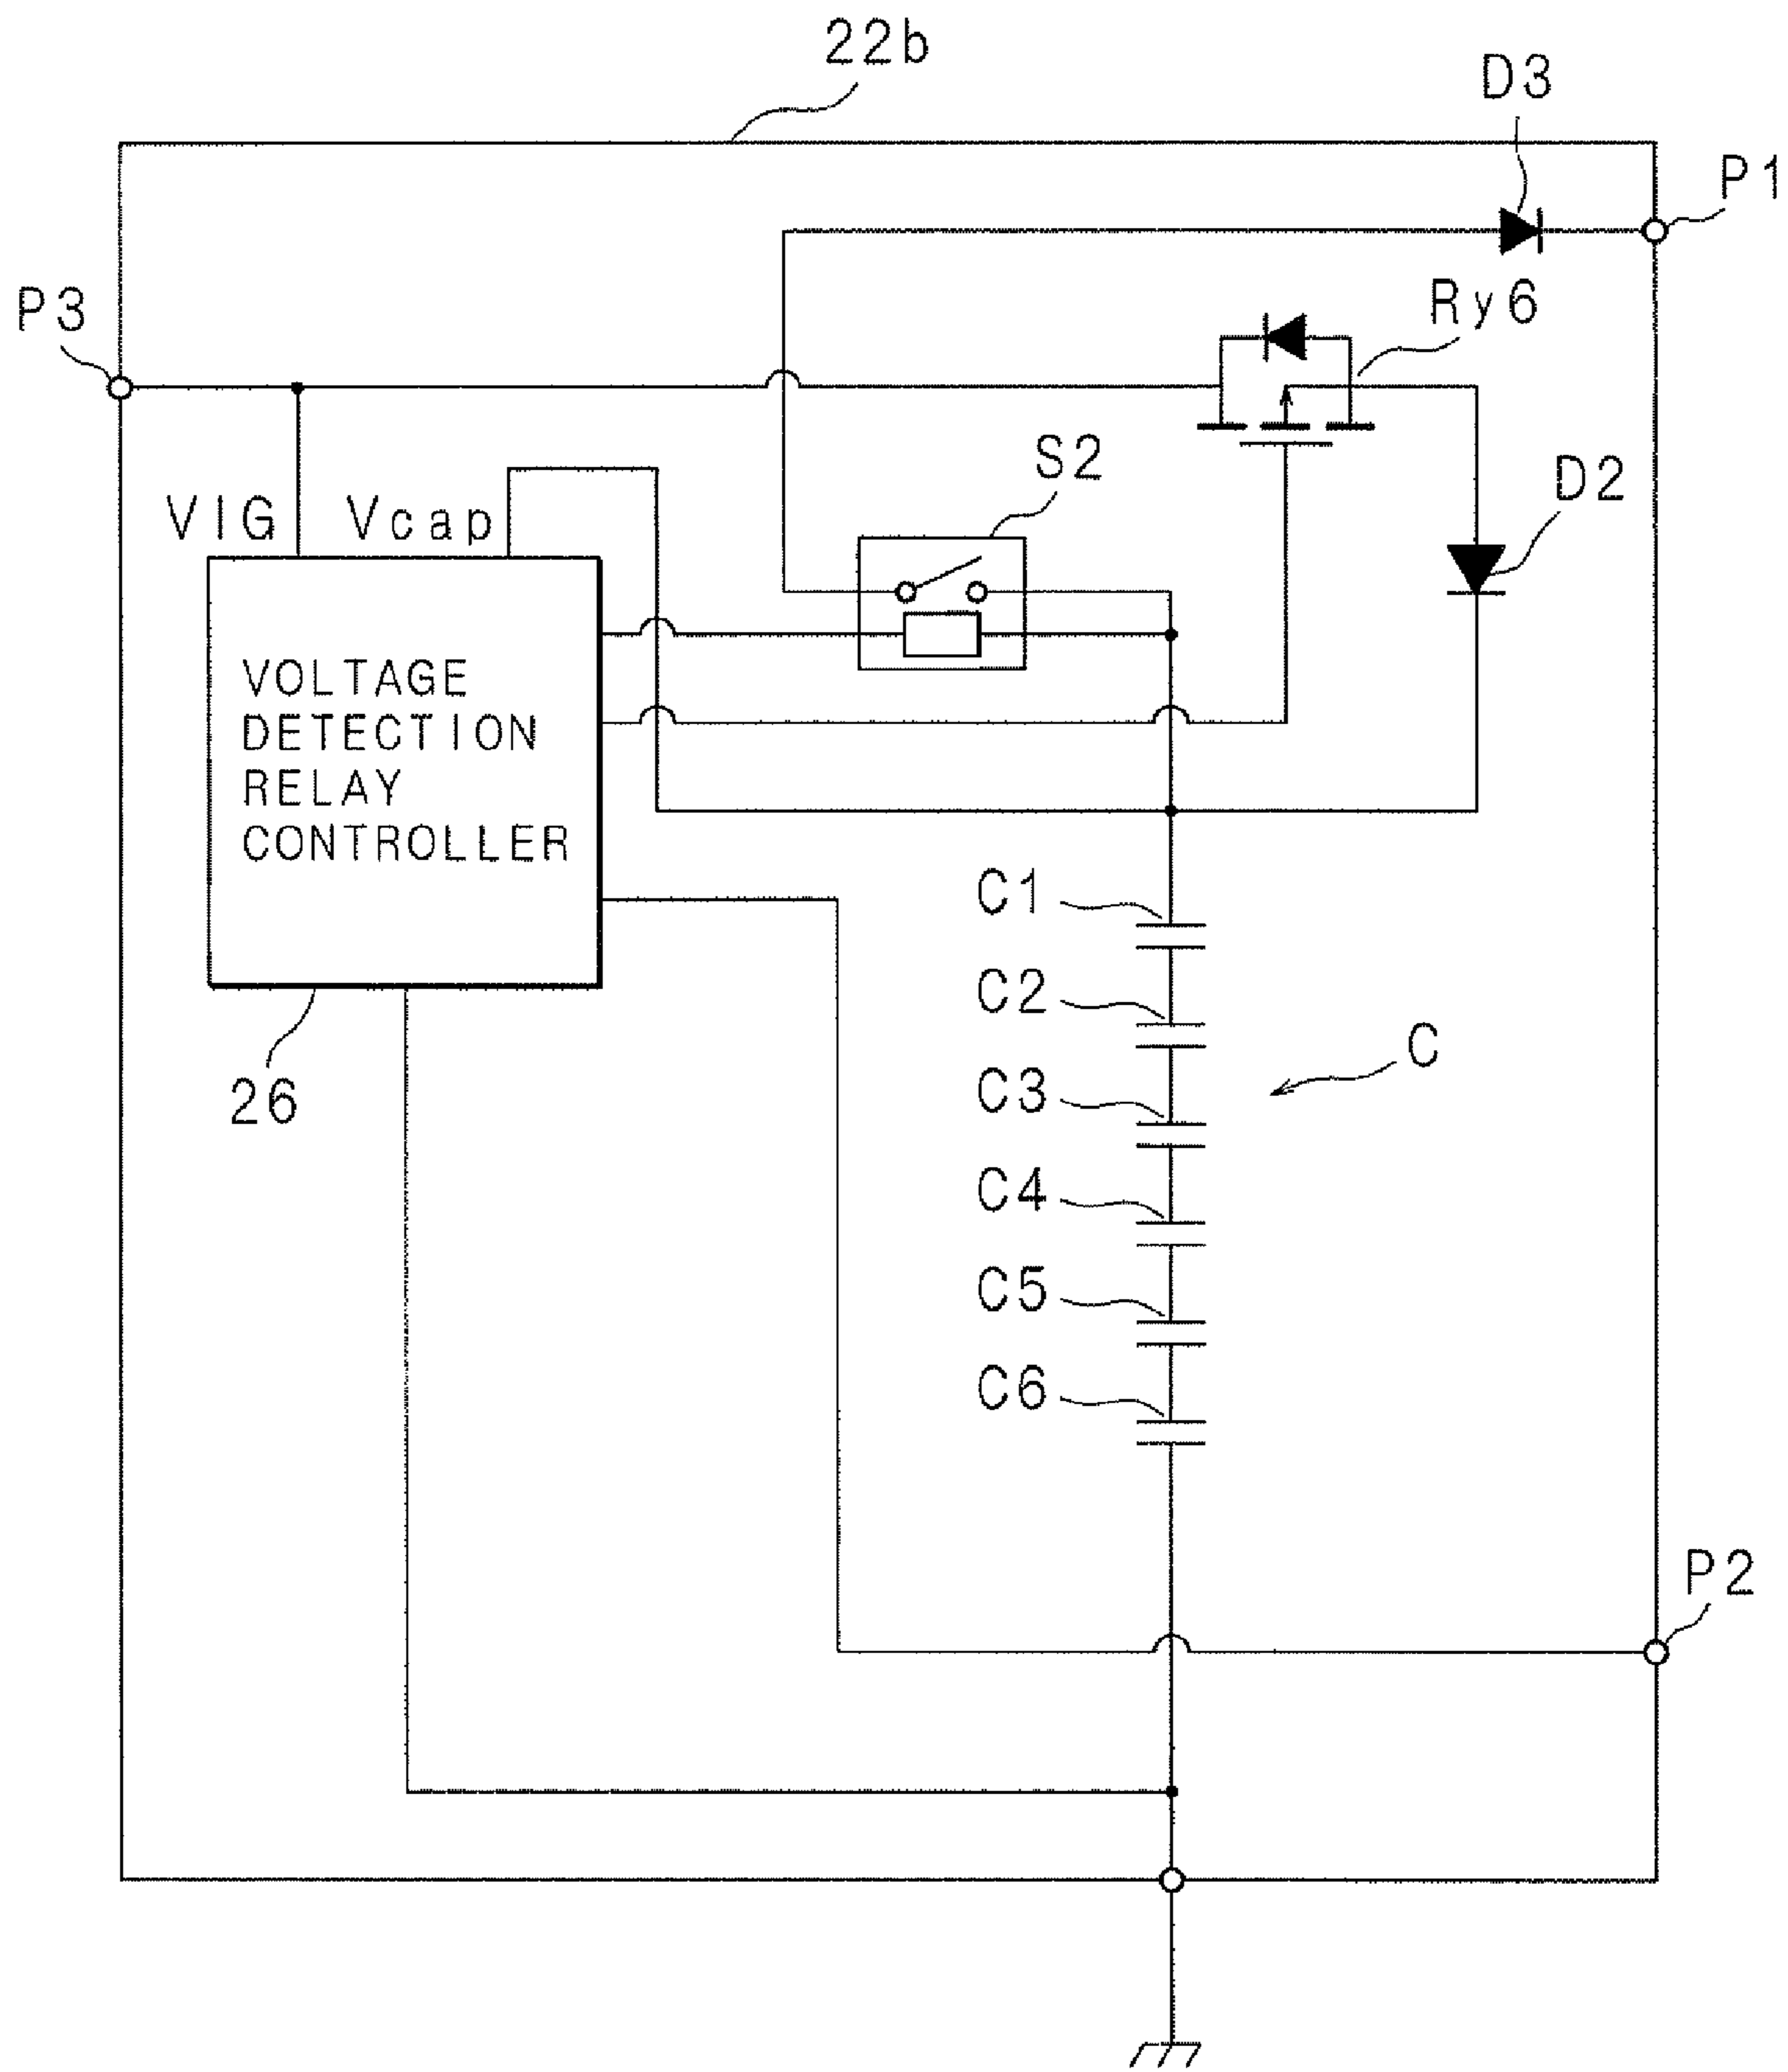 22b
D3
P1
P3
Ry6
S2
D2
VIG
Vcap
VOLTAGE
DETECTION
RELAY
CONTROLLER
C1
C2
C
C3
26
C4
C5
C6
P2